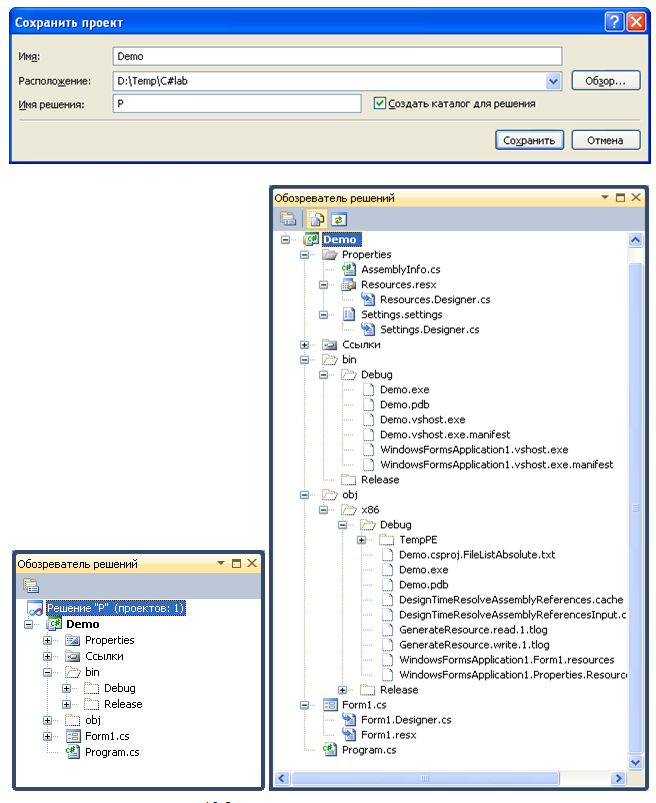 Сохранить проект
Имя:
Demo
Расположение:
D:\Temp\C#lab
Обзор...
Имя решения:
P
Создать каталог для решения
Сохранить
Отмена
Обозреватель решений
Demo
Properties
AssemblyInfo.cs
Resources.resx
Resources.Designer.cs
Settings.settings
Settings.Designer.cs
Ссылки
bin
Debug
Demo.exe
Demo.pdb
Demo.vshost.exe
Demo.vshost.exe.manifest
WindowsFormsApplication1.vshost.exe
WindowsFormsApplication1.vshost.exe.manifest
Release
obj
x86
Debug
TempPE
Demo.csproj.FileListAbsolute.txt
Demo.exe
Demo.pdb
DesignTimeResolveAssemblyReferences.cache
DesignTimeResolveAssemblyReferencesInput.c
GenerateResource.read.1.tlog
GenerateResource.write.1.tlog
WindowsFormsApplication1.Form1.resources
WindowsFormsApplication1.Properties.Resourc
Release
Form1.cs
Form1.Designer.cs
Form1.resx
Program.cs
Обозреватель решений
Решение "P" (проектов: 1)
Demo
Properties
Ссылки
bin
Debug
Release
obj
Form1.cs
Program.cs